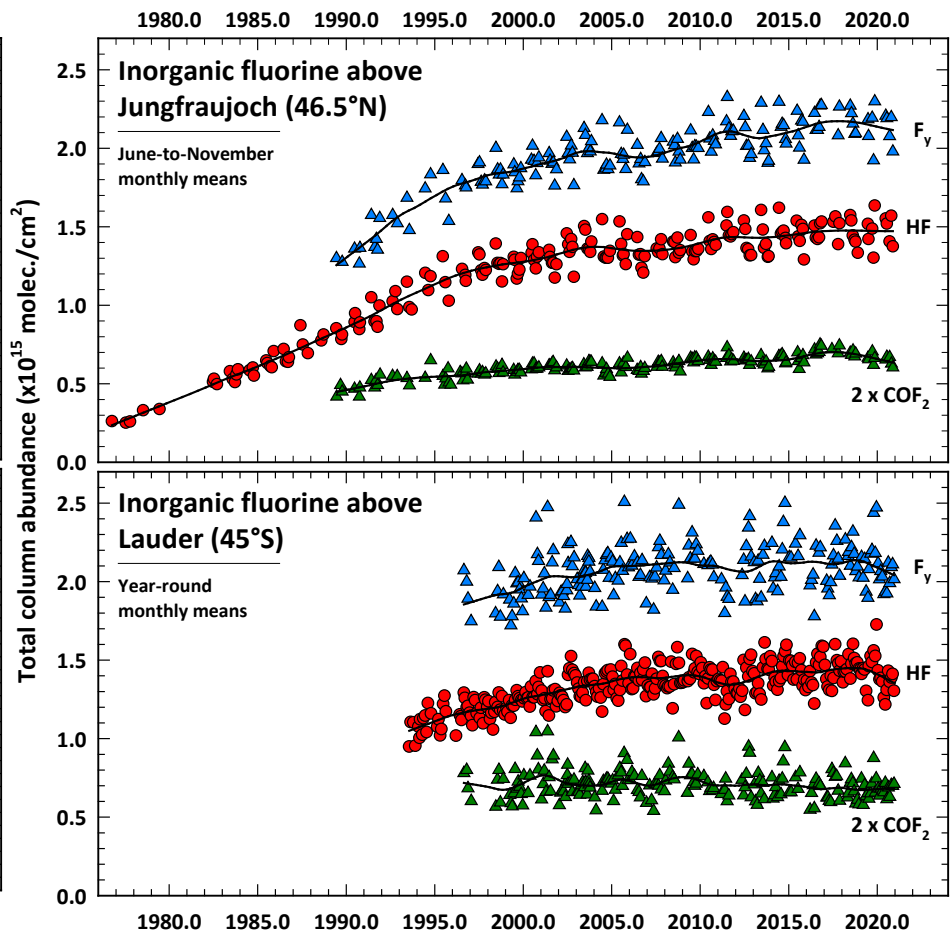 1980.0 1985.0 1990.0 1995.0 2000.0 2005.0 2010.0 2015.0 2020.0
2.5
2.0
1.5
1.0
0.5
0.0
Inorganic fluorine above
Jungfraujoch (46.5°N)
June-to-November
monthly means
Fy
HF
2 x COF2
Total column abundance (x10^15 molec./cm^2)
2.5
2.0
1.5
1.0
0.5
0.0
Inorganic fluorine above
Lauder (45°S)
Year-round
monthly means
Fy
HF
2 x COF2
1980.0 1985.0 1990.0 1995.0 2000.0 2005.0 2010.0 2015.0 2020.0